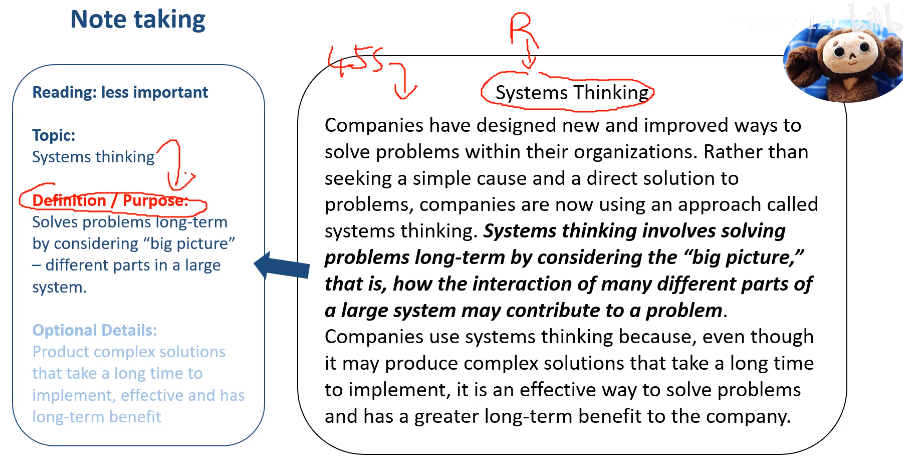 Note taking
Reading: less important
Topic:
Systems thinking
Definition / Purpose:
Solves problems long-term
by considering “big picture”
– different parts in a large
system.
Optional Details:
Product complex solutions
that take a long time to
implement, effective and has
long-term benefit
45s
R
Systems Thinking
Companies have designed new and improved ways to
solve problems within their organizations. Rather than
seeking a simple cause and a direct solution to
problems, companies are now using an approach called
systems thinking. Systems thinking involves solving
problems long-term by considering the “big picture,”
that is, how the interaction of many different parts of
a large system may contribute to a problem.
Companies use systems thinking because, even though
it may produce complex solutions that take a long time
to implement, it is an effective way to solve problems
and has a greater long-term benefit to the company.